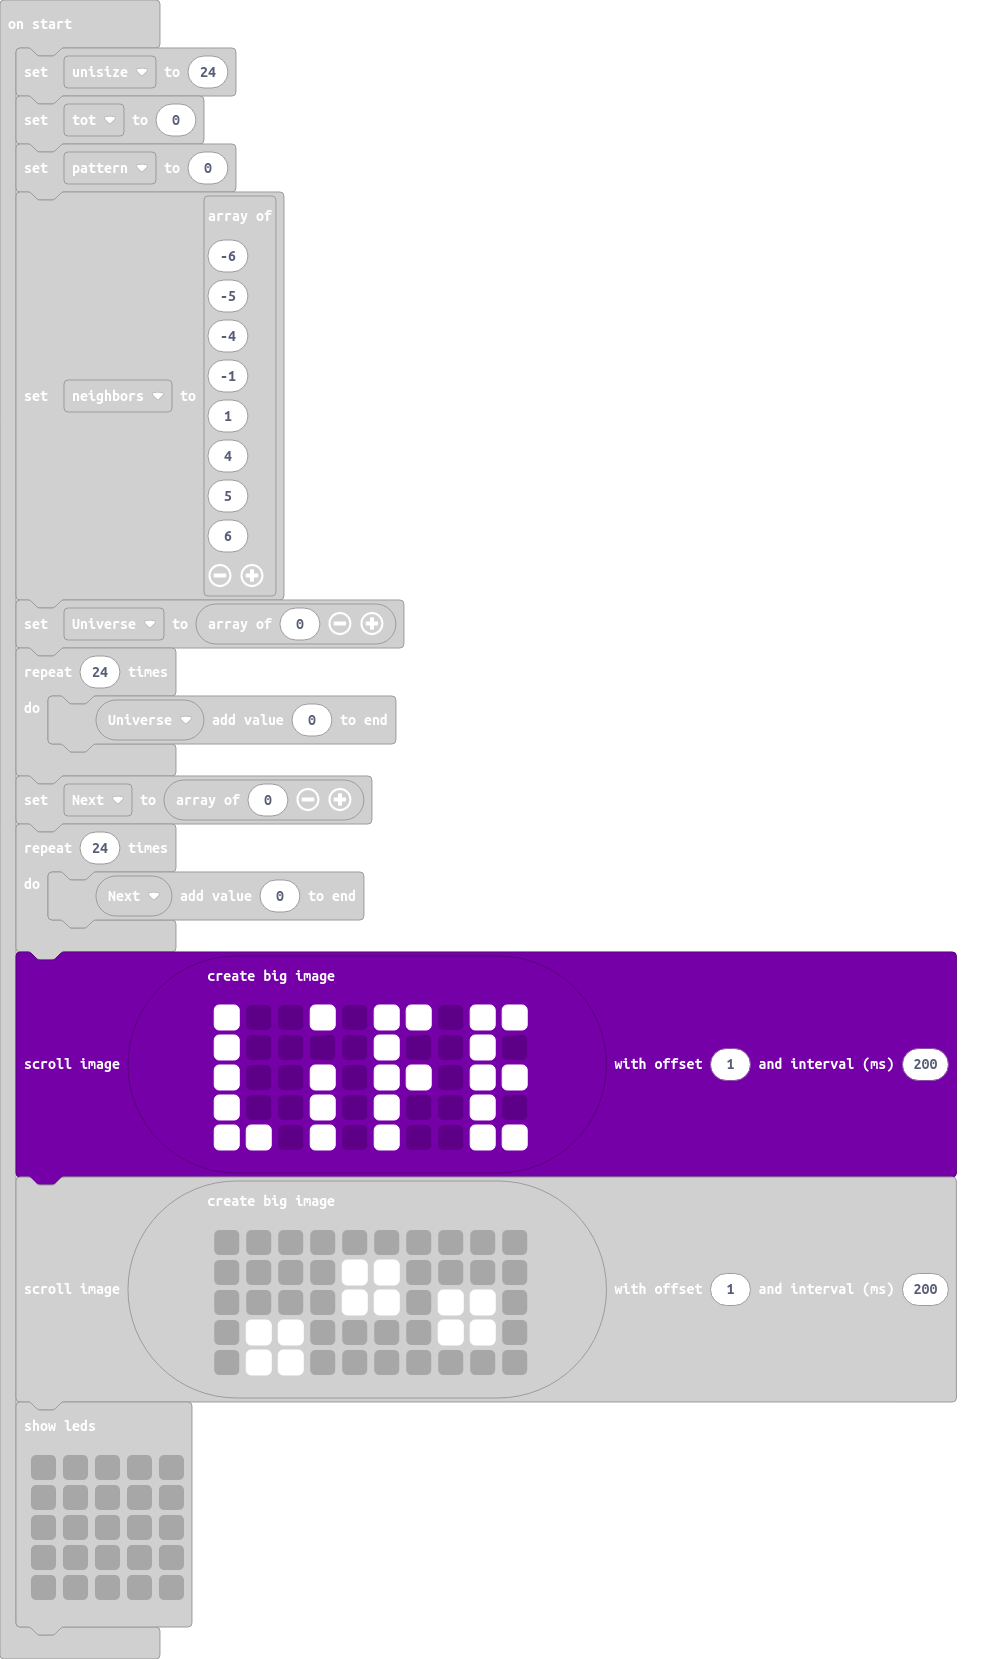 on start
set unisize to 24
set tot to 0
set pattern to 0
array of
-6
-5
-4
-1
set neighbors to
1
4
5
6
set Universe to array of 0
repeat 24 times
do
Universe add value 0 to end
set Next to array of 0
repeat 24 times
do
Next add value 0 to end
create big image
LiFE
scroll image with offset 1 and interval (ms) 200
create big image
scroll image with offset 1 and interval (ms) 200
show leds